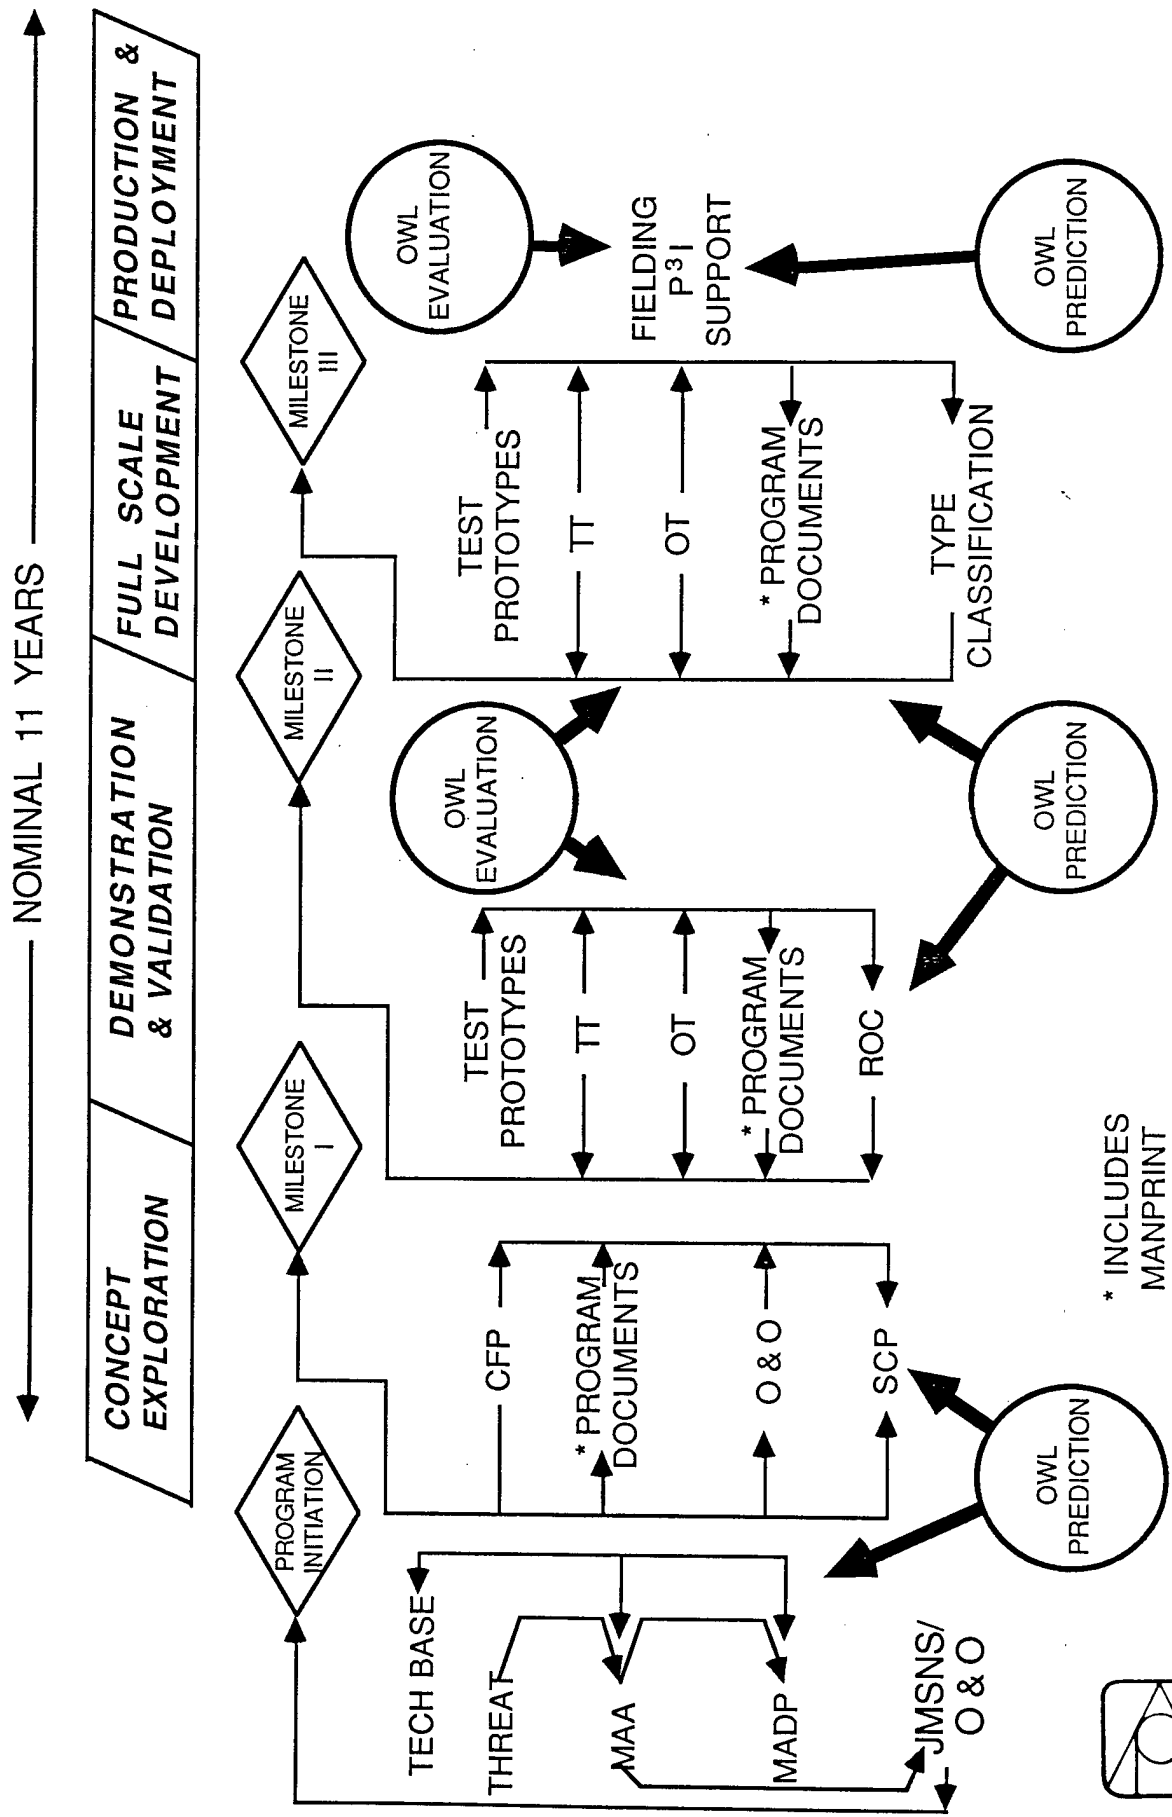 NOMINAL 11 YEARS
CONCEPT
EXPLORATION
DEMONSTRATION
& VALIDATION
FULL SCALE
DEVELOPMENT
PRODUCTION &
DEPLOYMENT
PROGRAM
INITIATION
MILESTONE
I
MILESTONE
II
MILESTONE
III
TECH BASE
THREAT
MAA
MADP
JMSNS/
O & O
CFP
* PROGRAM
DOCUMENTS
O & O
SCP
TEST
PROTOTYPES
TT
OT
* PROGRAM
DOCUMENTS
ROC
OWL
EVALUATION
TEST
PROTOTYPES
TT
OT
* PROGRAM
DOCUMENTS
TYPE
CLASSIFICATION
OWL
EVALUATION
FIELDING
P³I
SUPPORT
OWL
PREDICTION
OWL
PREDICTION
OWL
PREDICTION
* INCLUDES
MANPRINT